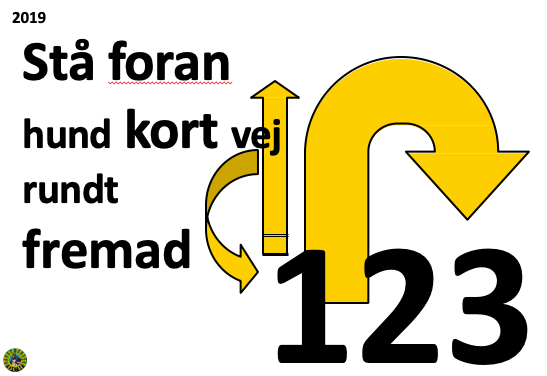 2019
Stå foran
hund kort vej
rundt
fremad
123